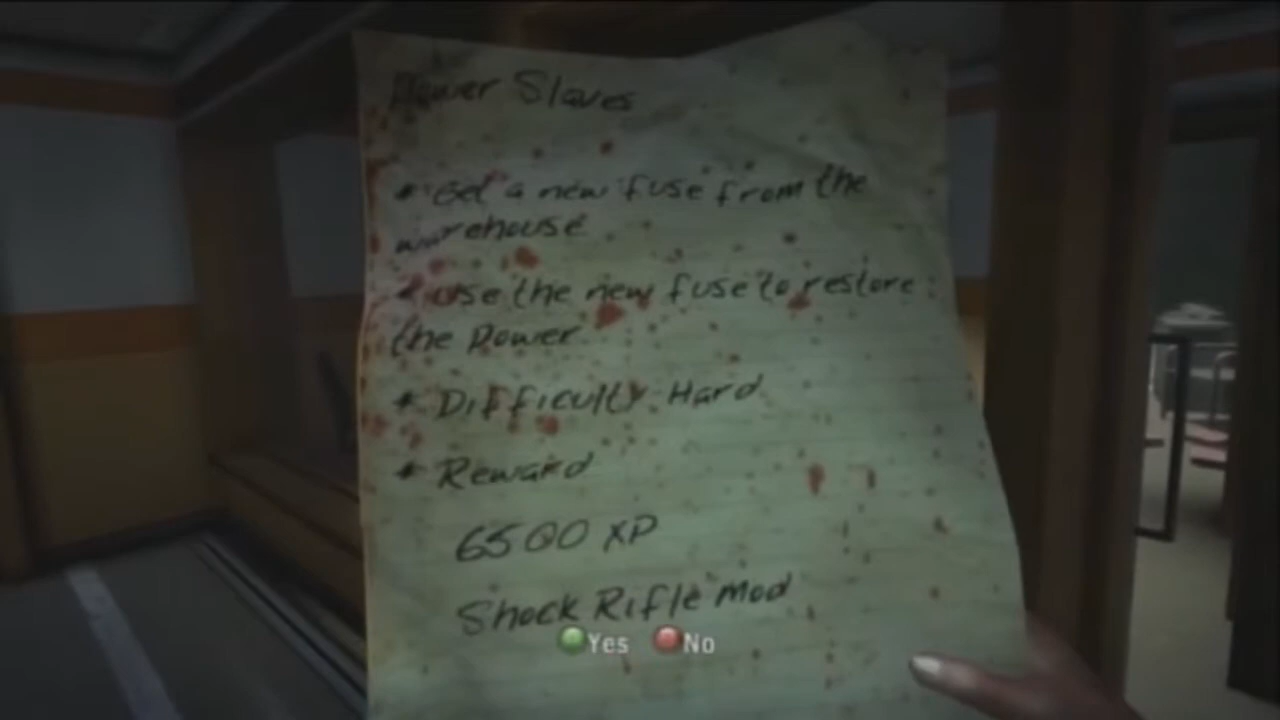 Power Slaves
* Get a new fuse from the
warehouse
* Use the new fuse to restore
the Power
* Difficulty Hard
* Reward
6500 XP
Shock Rifle Mod
Yes No